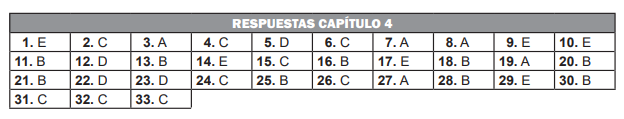 RESPUESTAS CAPÍTULO 4
1. E 2. C 3. A 4. C 5. D 6. C 7. A 8. A 9. E 10. E
11. B 12. D 13. B 14. E 15. C 16. B 17. E 18. B 19. A 20. B
21. B 22. D 23. D 24. C 25. B 26. C 27. A 28. B 29. E 30. B
31. C 32. C 33. C